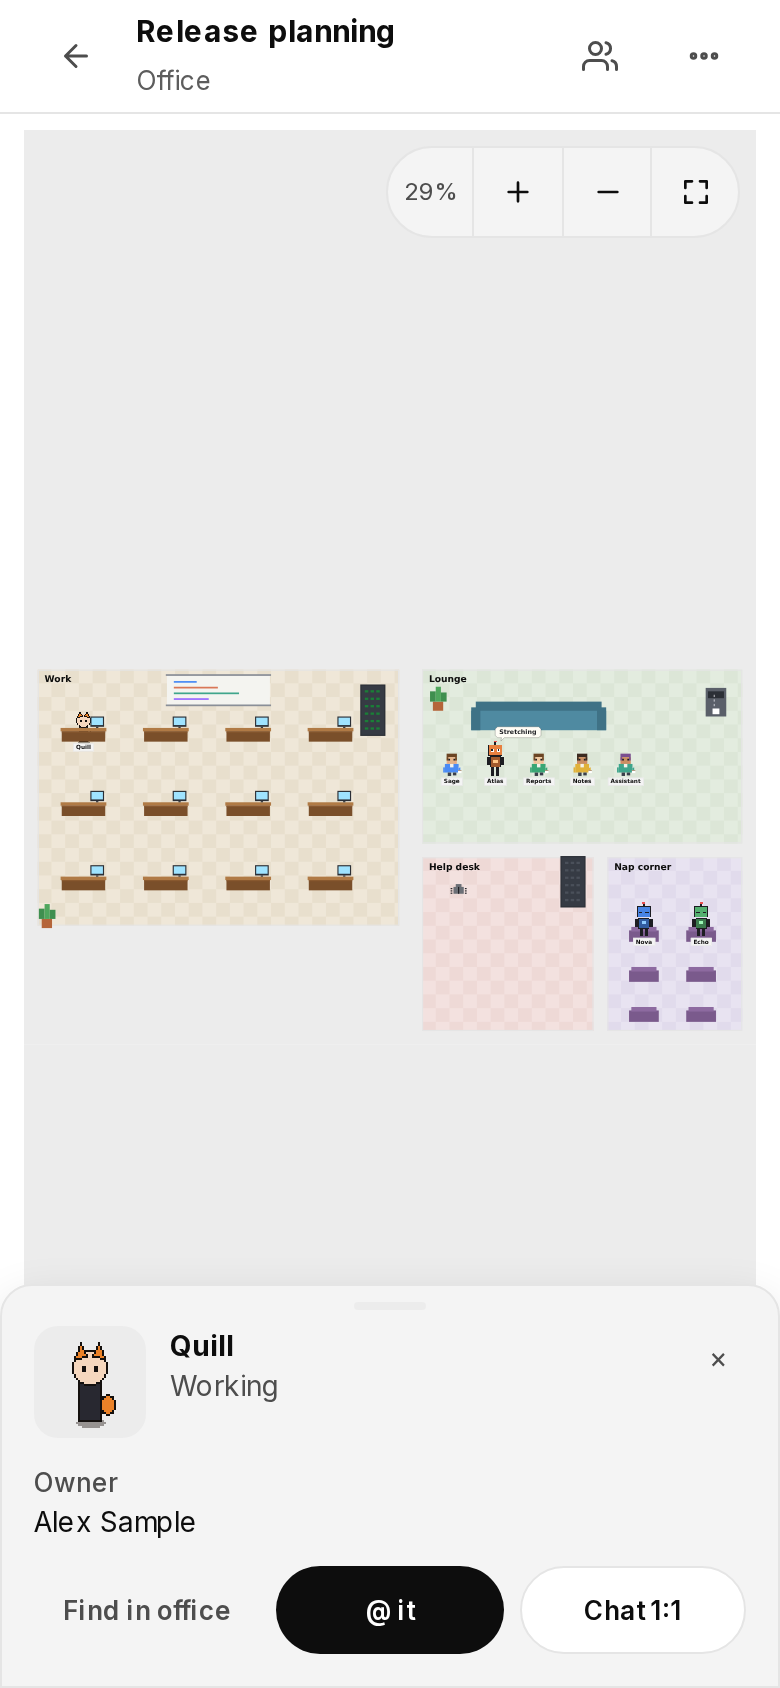 Release planning
Office
29%
Work
Quill
Lounge
Stretching
Sage
Atlas
Reports
Notes
Assistant
Help desk
Nap corner
Nova
Echo
Quill
Working
Owner
Alex Sample
Find in office
@ it
Chat 1:1